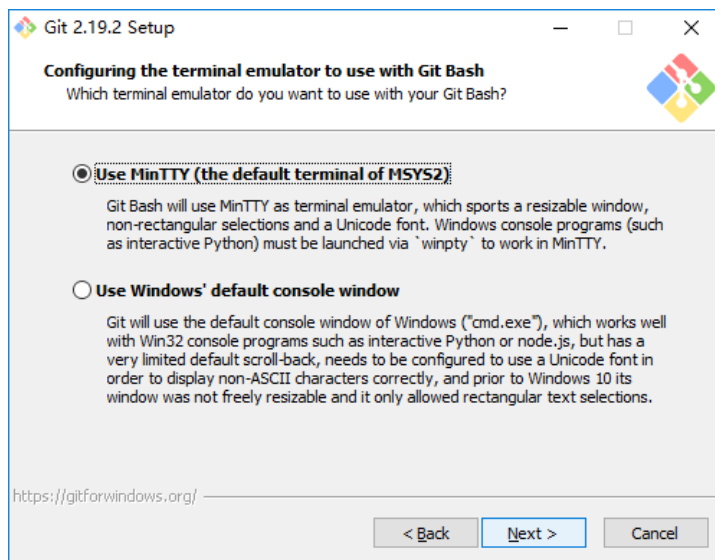 Git 2.19.2 Setup
Configuring the terminal emulator to use with Git Bash
Which terminal emulator do you want to use with your Git Bash?
Use MinTTY (the default terminal of MSYS2)
Git Bash will use MinTTY as terminal emulator, which sports a resizable window,
non-rectangular selections and a Unicode font. Windows console programs (such
as interactive Python) must be launched via `winpty` to work in MinTTY.
Use Windows' default console window
Git will use the default console window of Windows ("cmd.exe"), which works well
with Win32 console programs such as interactive Python or node.js, but has a
very limited default scroll-back, needs to be configured to use a Unicode font in
order to display non-ASCII characters correctly, and prior to Windows 10 its
window was not freely resizable and it only allowed rectangular text selections.
https://gitforwindows.org/
< Back
Next >
Cancel